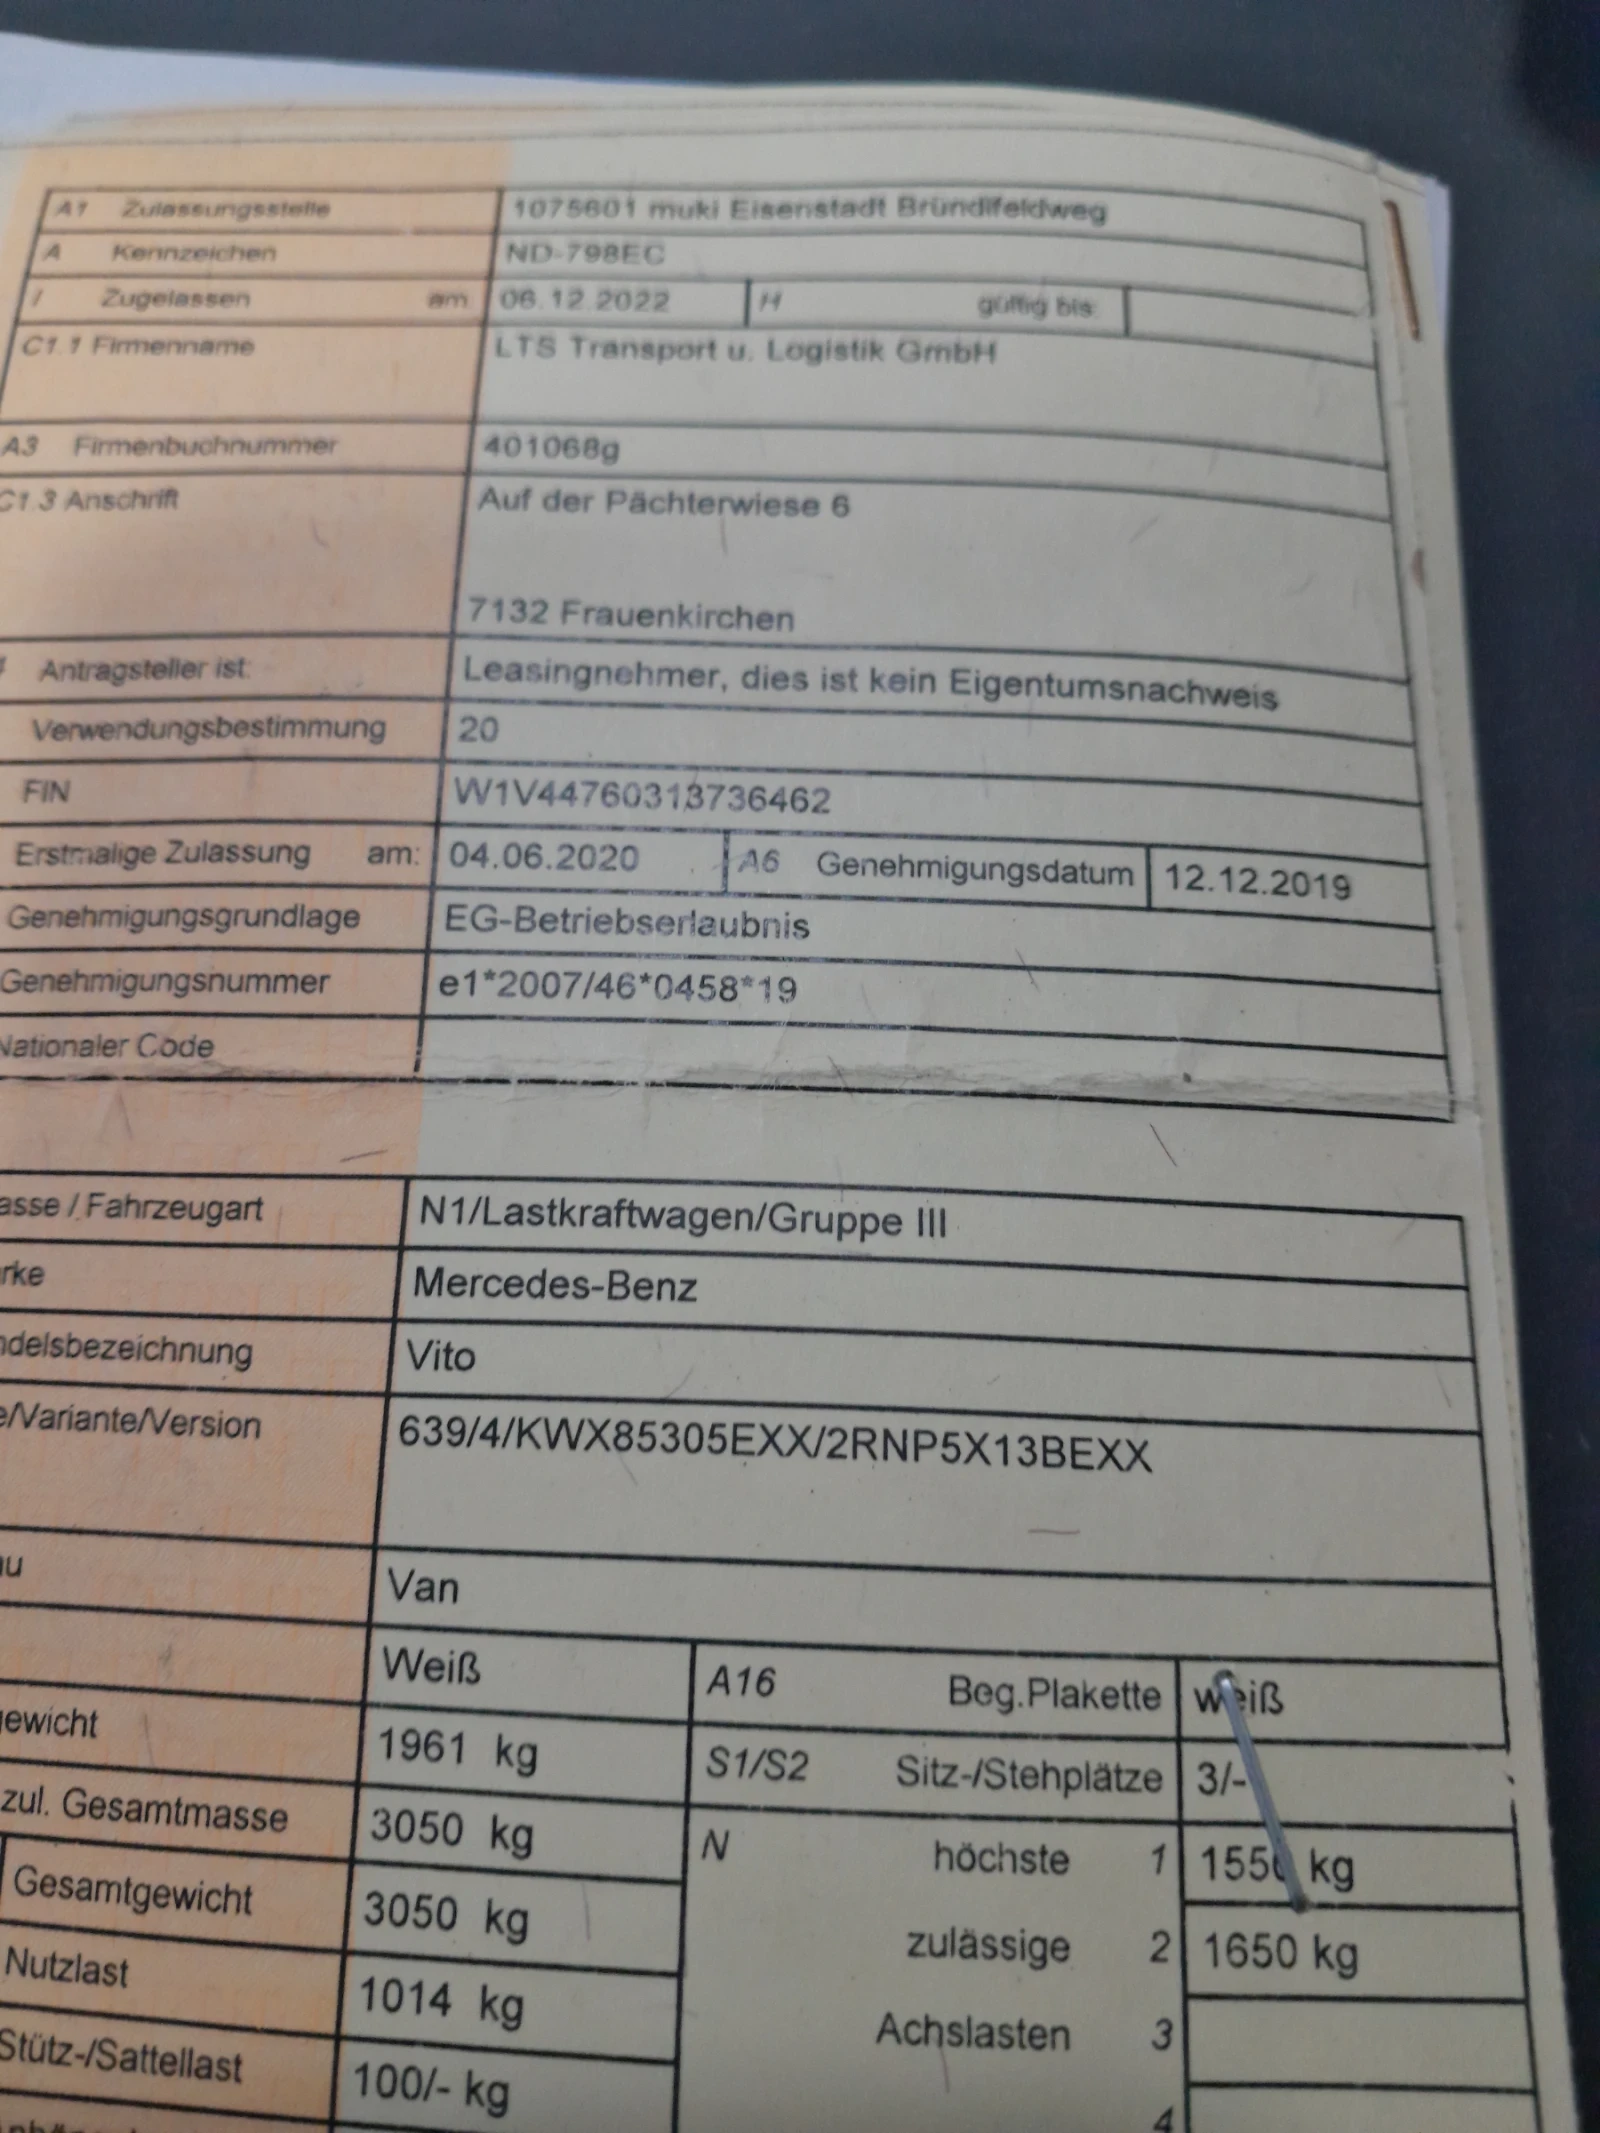 A1 Zulassungsstelle 1075601 muki Eisenstadt Bründlfeldweg
A Kennzeichen ND-798EC
I Zugelassen am 06.12.2022 H gültig bis:
C1.1 Firmenname LTS Transport u. Logistik GmbH
A3 Firmenbuchnummer 401068g
C1.3 Anschrift Auf der Pächterwiese 6
7132 Frauenkirchen
Antragsteller ist: Leasingnehmer, dies ist kein Eigentumsnachweis
Verwendungsbestimmung 20
FIN W1V44760313736462
Erstmalige Zulassung am: 04.06.2020 A6 Genehmigungsdatum 12.12.2019
Genehmigungsgrundlage EG-Betriebserlaubnis
Genehmigungsnummer e1*2007/46*0458*19
Nationaler Code
asse / Fahrzeugart N1/Lastkraftwagen/Gruppe III
rke Mercedes-Benz
ndelsbezeichnung Vito
e/Variante/Version 639/4/KWX85305EXX/2RNP5X13BEXX
au Van
Weiß A16 Beg.Plakette weiß
gewicht 1961 kg S1/S2 Sitz-/Stehplätze 3/-
zul. Gesamtmasse 3050 kg N höchste 1 1550 kg
Gesamtgewicht 3050 kg zulässige 2 1650 kg
Nutzlast 1014 kg Achslasten 3
Stütz-/Sattellast 100/- kg 4